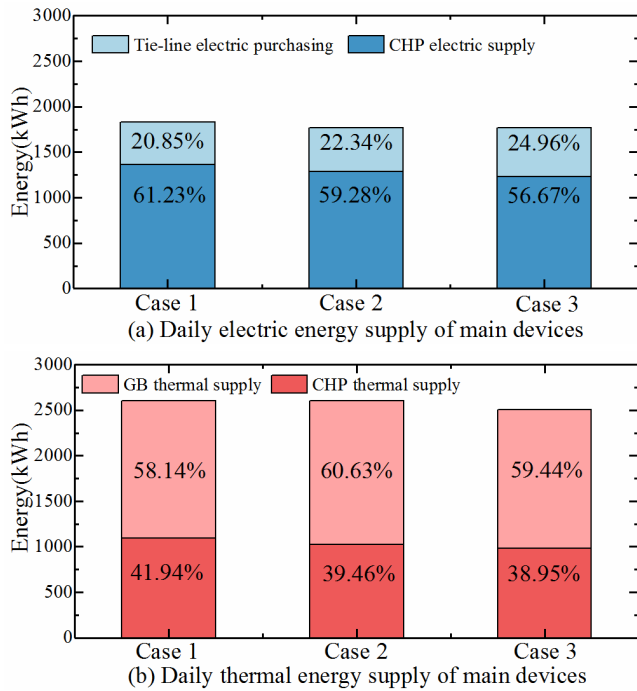 3000
Tie-line electric purchasing CHP electric supply
2500
2000
20.85% 22.34% 24.96%
1500
61.23% 59.28% 56.67%
1000
500
0
Energy(kWh)
Case 1 Case 2 Case 3
(a) Daily electric energy supply of main devices
3000
GB thermal supply CHP thermal supply
2500
2000
58.14% 60.63% 59.44%
1500
1000
41.94% 39.46% 38.95%
500
0
Energy(kWh)
Case 1 Case 2 Case 3
(b) Daily thermal energy supply of main devices